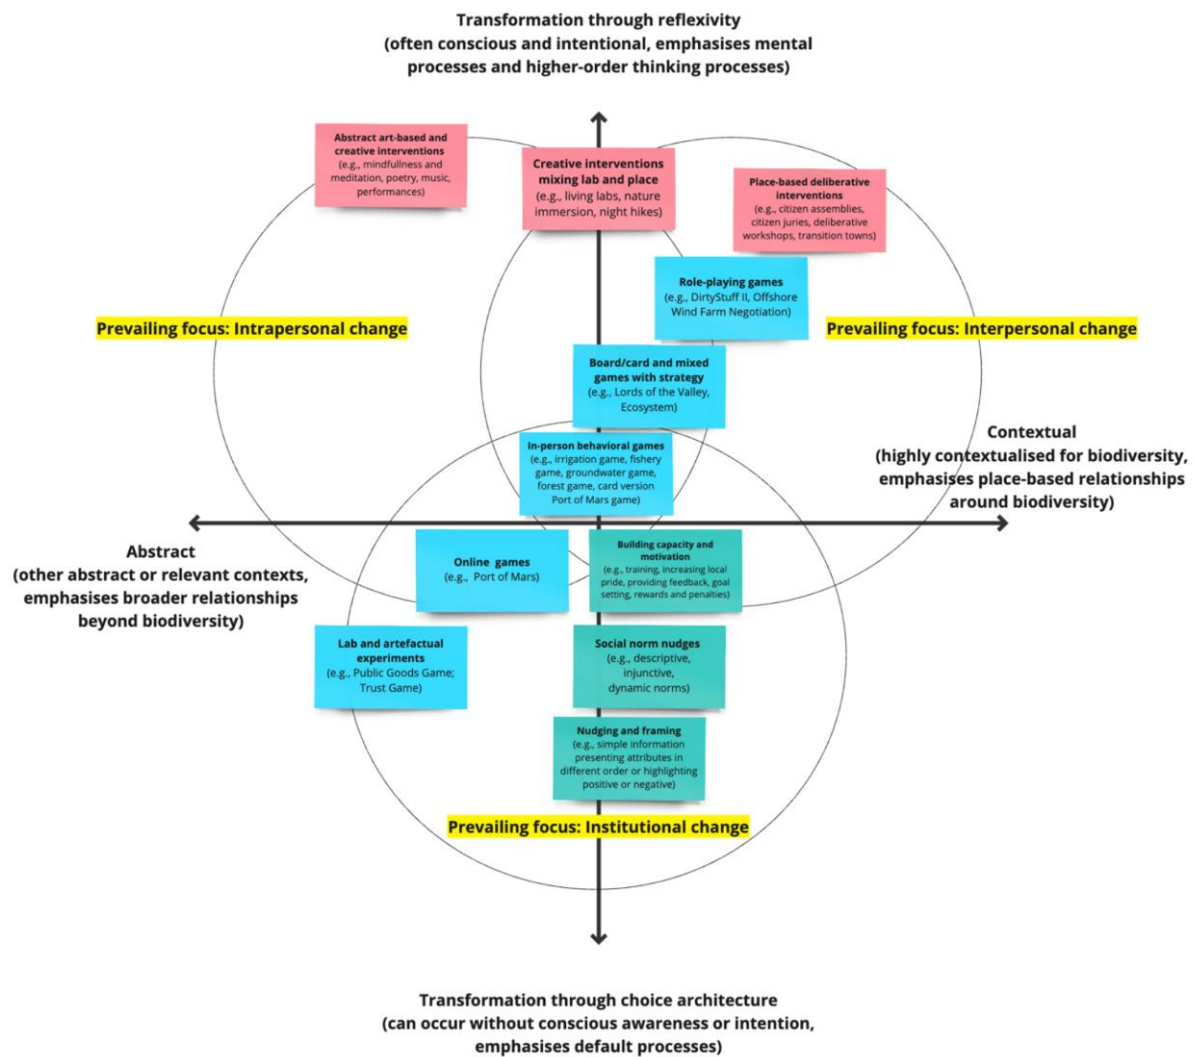 Transformation through reflexivity
(often conscious and intentional, emphasises mental
processes and higher-order thinking processes)
Abstract art-based and
creative interventions
(e.g., mindfullness and
meditation, poetry, music,
performances)
Creative interventions
mixing lab and place
(e.g., living labs, nature
immersion, night hikes)
Place-based deliberative
interventions
(e.g., citizen assemblies,
citizen juries, deliberative
workshops, transition towns)
Role-playing games
(e.g., DirtyStuff II, Offshore
Wind Farm Negotiation)
Prevailing focus: Intrapersonal change
Prevailing focus: Interpersonal change
Board/card and mixed
games with strategy
(e.g., Lords of the Valley,
Ecosystem)
In-person behavioral games
(e.g., irrigation game, fishery
game, groundwater game,
forest game, card version
Port of Mars game)
Contextual
(highly contextualised for biodiversity,
emphasises place-based relationships
around biodiversity)
Abstract
(other abstract or relevant contexts,
emphasises broader relationships
beyond biodiversity)
Online games
(e.g., Port of Mars)
Building capacity and
motivation
(e.g., training, increasing local
pride, providing feedback, goal
setting, rewards and penalties)
Lab and artefactual
experiments
(e.g., Public Goods Game;
Trust Game)
Social norm nudges
(e.g., descriptive,
injunctive,
dynamic norms)
Nudging and framing
(e.g., simple information
presenting attributes in
different order or highlighting
positive or negative)
Prevailing focus: Institutional change
Transformation through choice architecture
(can occur without conscious awareness or intention,
emphasises default processes)